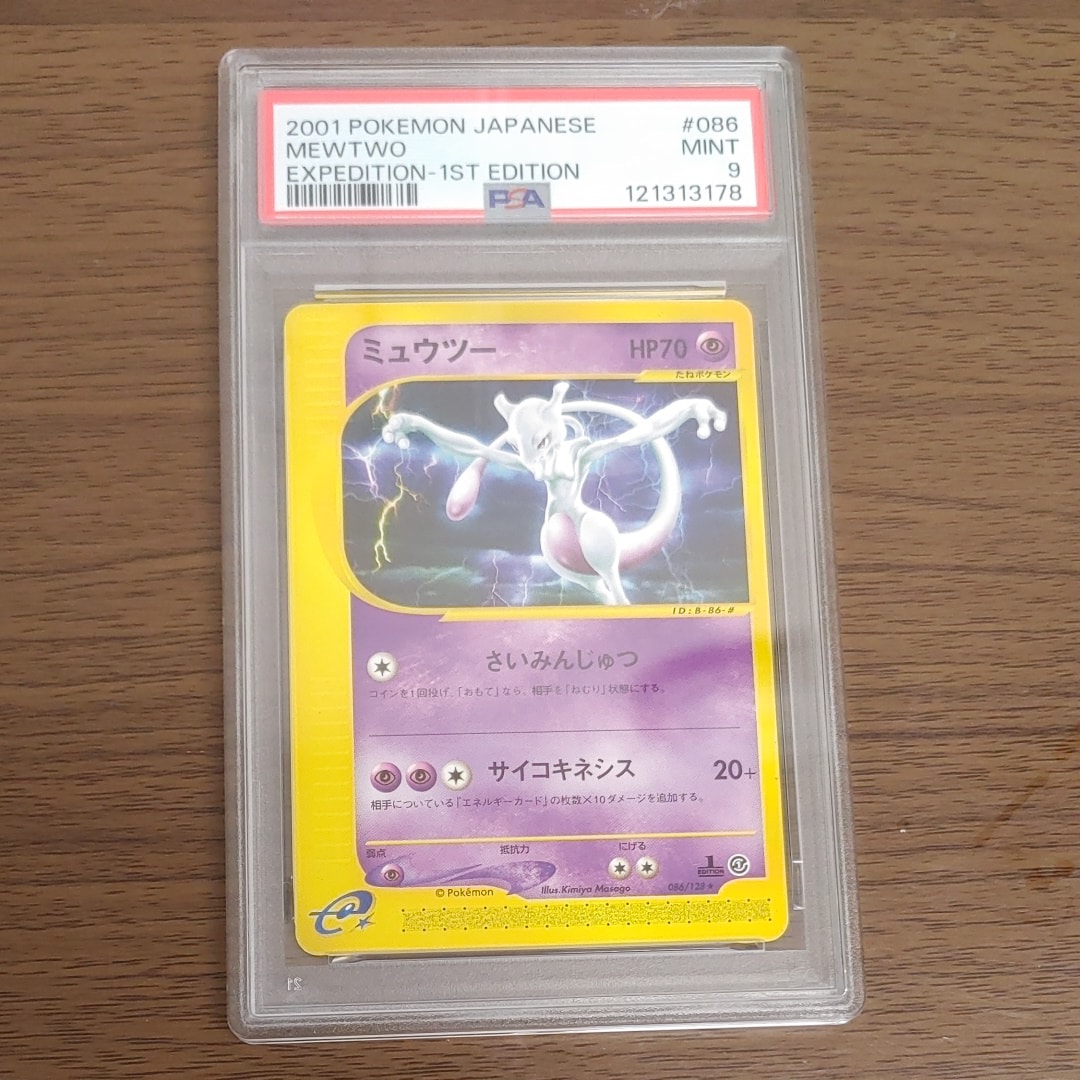 2001 POKEMON JAPANESE #086
MEWTWO MINT
EXPEDITION-1ST EDITION 9
PSA 121313178
ミュウツー HP70
たねポケモン
ID:B-86-#
さいみんじゅつ
コインを1回投げ、「おもて」なら、相手を『ねむり』状態にする。
サイコキネシス 20+
相手についている「エネルギーカード」の枚数×10ダメージを追加する。
弱点 抵抗力 にげる
1 EDITION
©Pokémon Illus.Kimiya Masago 086/128★
e
21